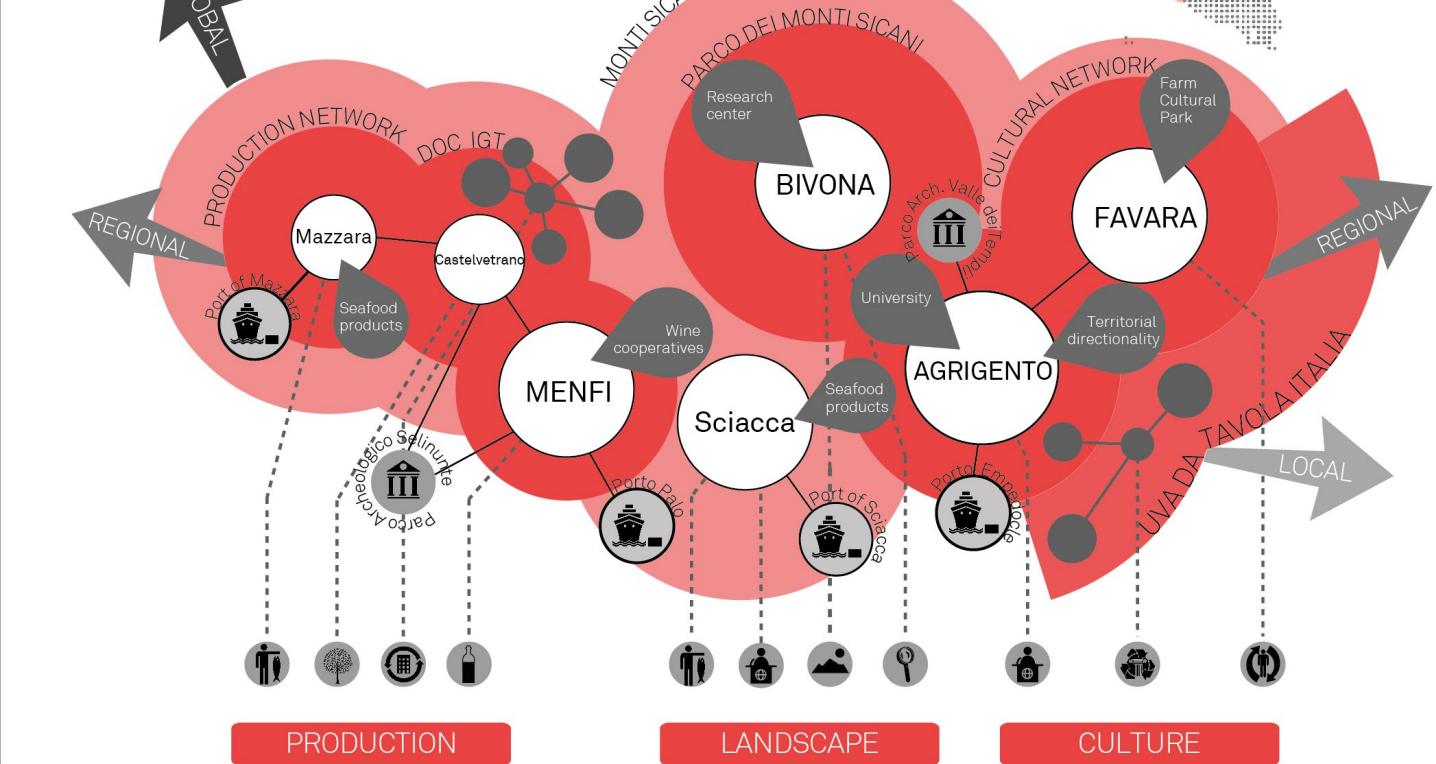 GLOBAL
MONTI SICA
PARCO DEI MONTI SICANI
CULTURAL NETWORK
PRODUCTION NETWORK
DOC IGT
Research
center
Farm
Cultural
Park
BIVONA
FAVARA
Parco Arch. Valle dei Templi
REGIONAL
REGIONAL
Mazzara
Castelvetrano
Port of Mazzara
Seafood
products
University
Territorial
directionality
Wine
cooperatives
MENFI
AGRIGENTO
Sciacca
Seafood
products
UVA DA TAVOLA ITALIA
LOCAL
Parco Archeologico Selinunte
Porto Palo
Port of Sciacca
Porto Empedocle
PRODUCTION
LANDSCAPE
CULTURE